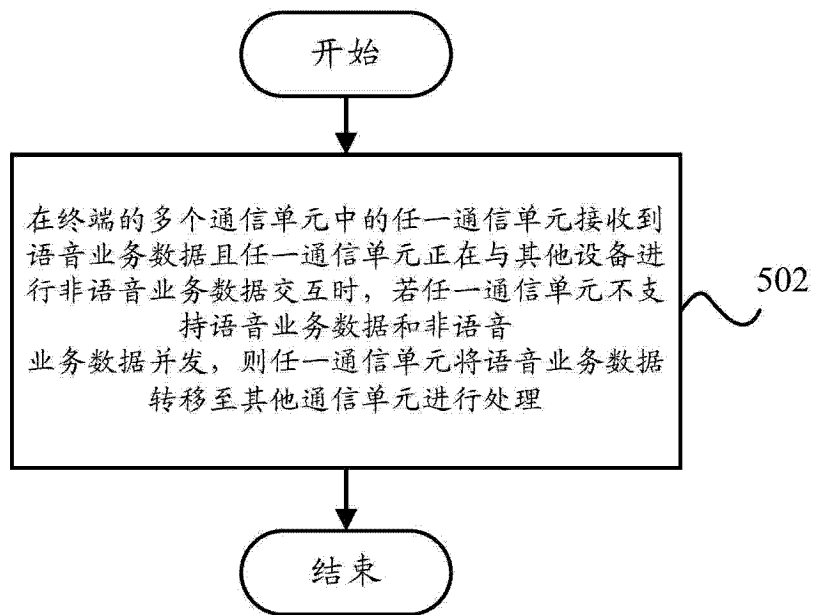 开始
在终端的多个通信单元中的任一通信单元接收到
语音业务数据且任一通信单元正在与其他设备进
行非语音业务数据交互时，若任一通信单元不支
持语音业务数据和非语音
业务数据并发，则任一通信单元将语音业务数据
转移至其他通信单元进行处理
502
结束